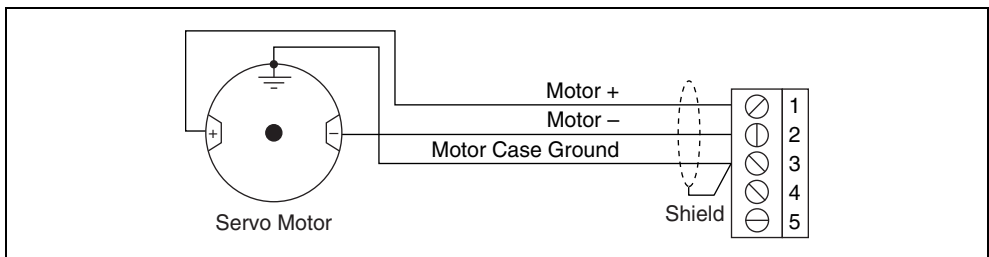 Motor +
1
Motor –
2
Motor Case Ground
3
4
Shield
5
+
–
Servo Motor